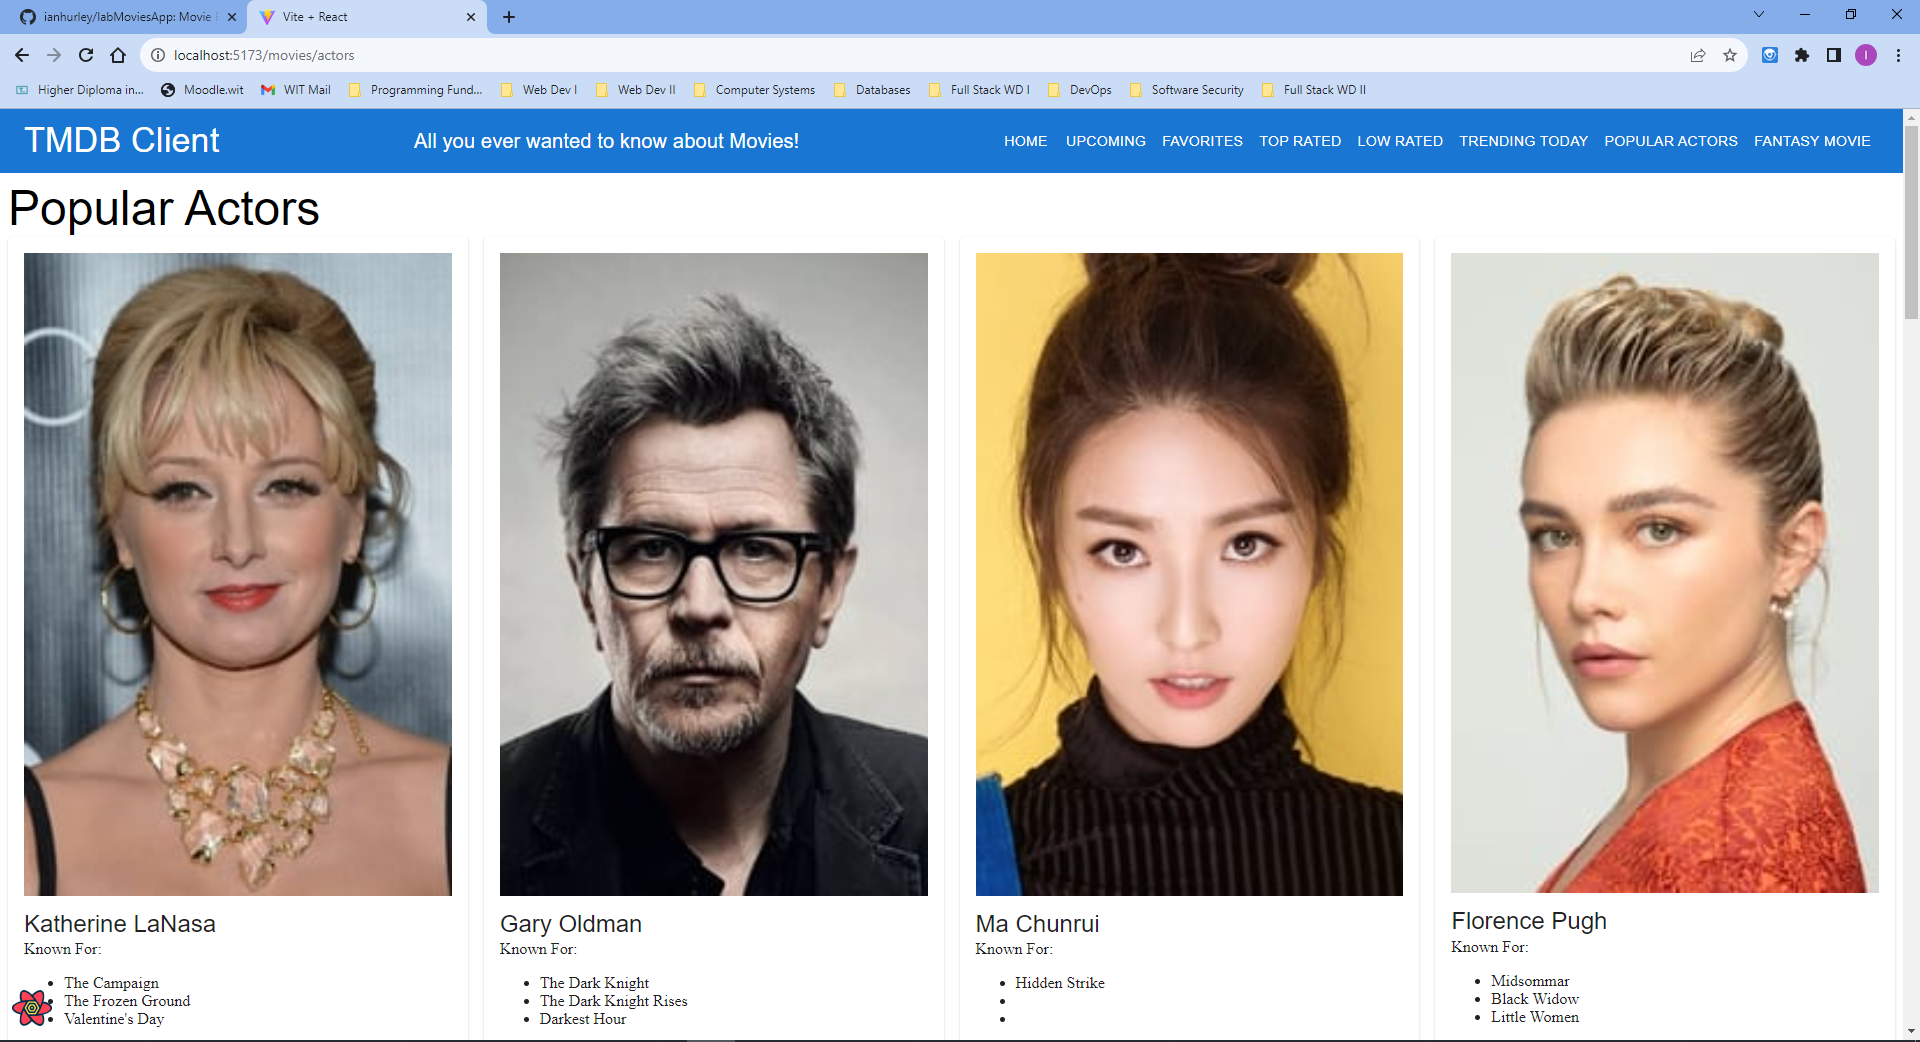 ianhurley/labMoviesApp: Movie
Vite + React
localhost:5173/movies/actors
Higher Diploma in...
Moodle.wit
WIT Mail
Programming Fund...
Web Dev I
Web Dev II
Computer Systems
Databases
Full Stack WD I
DevOps
Software Security
Full Stack WD II
I
TMDB Client
All you ever wanted to know about Movies!
HOME
UPCOMING
FAVORITES
TOP RATED
LOW RATED
TRENDING TODAY
POPULAR ACTORS
FANTASY MOVIE
Popular Actors
Katherine LaNasa
Known For:
The Campaign
The Frozen Ground
Valentine's Day
Gary Oldman
Known For:
The Dark Knight
The Dark Knight Rises
Darkest Hour
Ma Chunrui
Known For:
Hidden Strike
Florence Pugh
Known For:
Midsommar
Black Widow
Little Women